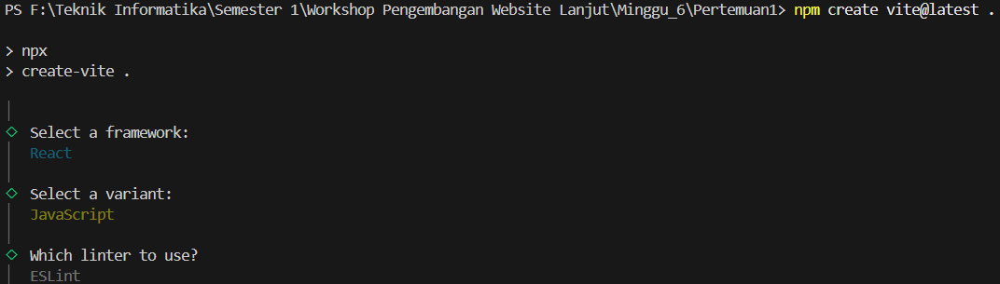 PS F:\Teknik Informatika\Semester 1\Workshop Pengembangan Website Lanjut\Minggu_6\Pertemuan1> npm create vite@latest .
> npx
> create-vite .
Select a framework:
React
Select a variant:
JavaScript
Which linter to use?
ESLint